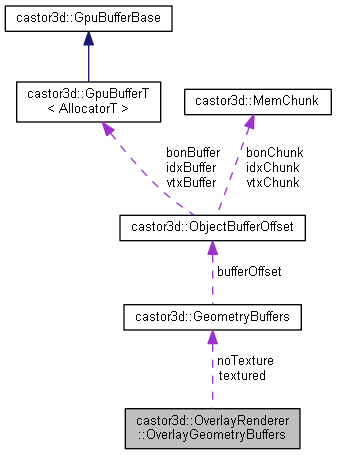 castor3d::GpuBufferBase
castor3d::GpuBufferT
< AllocatorT >
castor3d::MemChunk
bonBuffer
idxBuffer
vtxBuffer
bonChunk
idxChunk
vtxChunk
castor3d::ObjectBufferOffset
bufferOffset
castor3d::GeometryBuffers
noTexture
textured
castor3d::OverlayRenderer
::OverlayGeometryBuffers